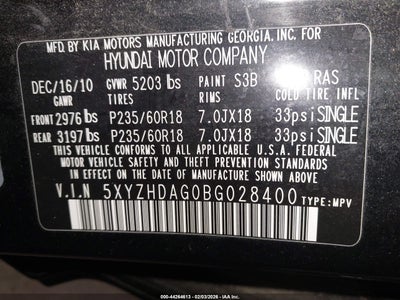 MFG. BY KIA MOTORS MANUFACTURING GEORGIA, INC. FOR
HYUNDAI MOTOR COMPANY
DEC/16/10 GVWR 5203 lbs PAINT S3B RAS
GAWR TIRES RIMS COLD TIRE INFL
FRONT 2976 lbs P235/60R18 7.0JX18 33psi SINGLE
REAR 3197 lbs P235/60R18 7.0JX18 33psi SINGLE
THIS VEHICLE CONFORMS TO ALL APPLICABLE U.S.A. FEDERAL
MOTOR VEHICLE SAFETY AND THEFT PREVENTION STANDARDS
IN EFFECT ON THE DATE OF MANUFACTURE SHOWN ABOVE.
V.I.N 5XYZHDAG0BG028400 TYPE: MPV
000-44264613 - 02/03/2026 - IAA Inc.